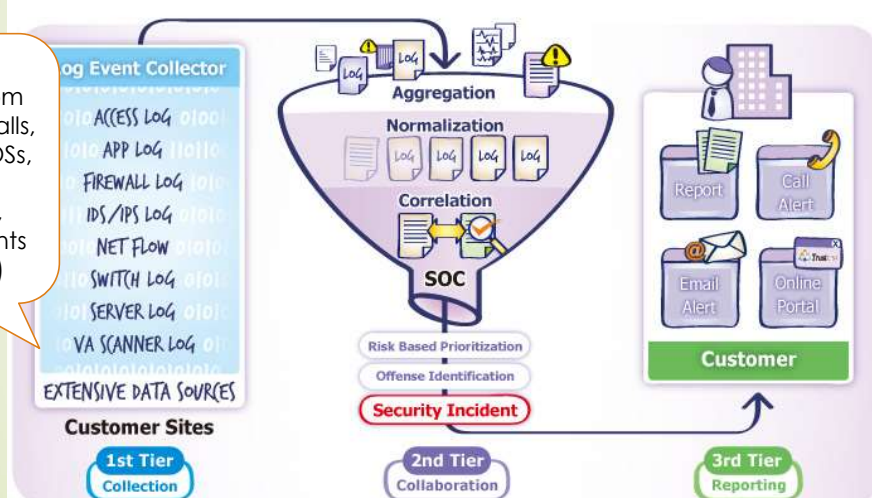 om
alls,
OSs,
,
nts
)
Log Event Collector
ACCESS LOG
APP LOG
FIREWALL LOG
IDS/IPS LOG
NET FLOW
SWITCH LOG
SERVER LOG
VA SCANNER LOG
EXTENSIVE DATA SOURCES
Customer Sites
1st Tier
Collection
LOG
LOG
Aggregation
Normalization
LOG LOG LOG LOG
Correlation
SOC
Risk Based Prioritization
Offense Identification
Security Incident
2nd Tier
Collaboration
Report
Call
Alert
Email
Alert
Online
Portal
Customer
3rd Tier
Reporting